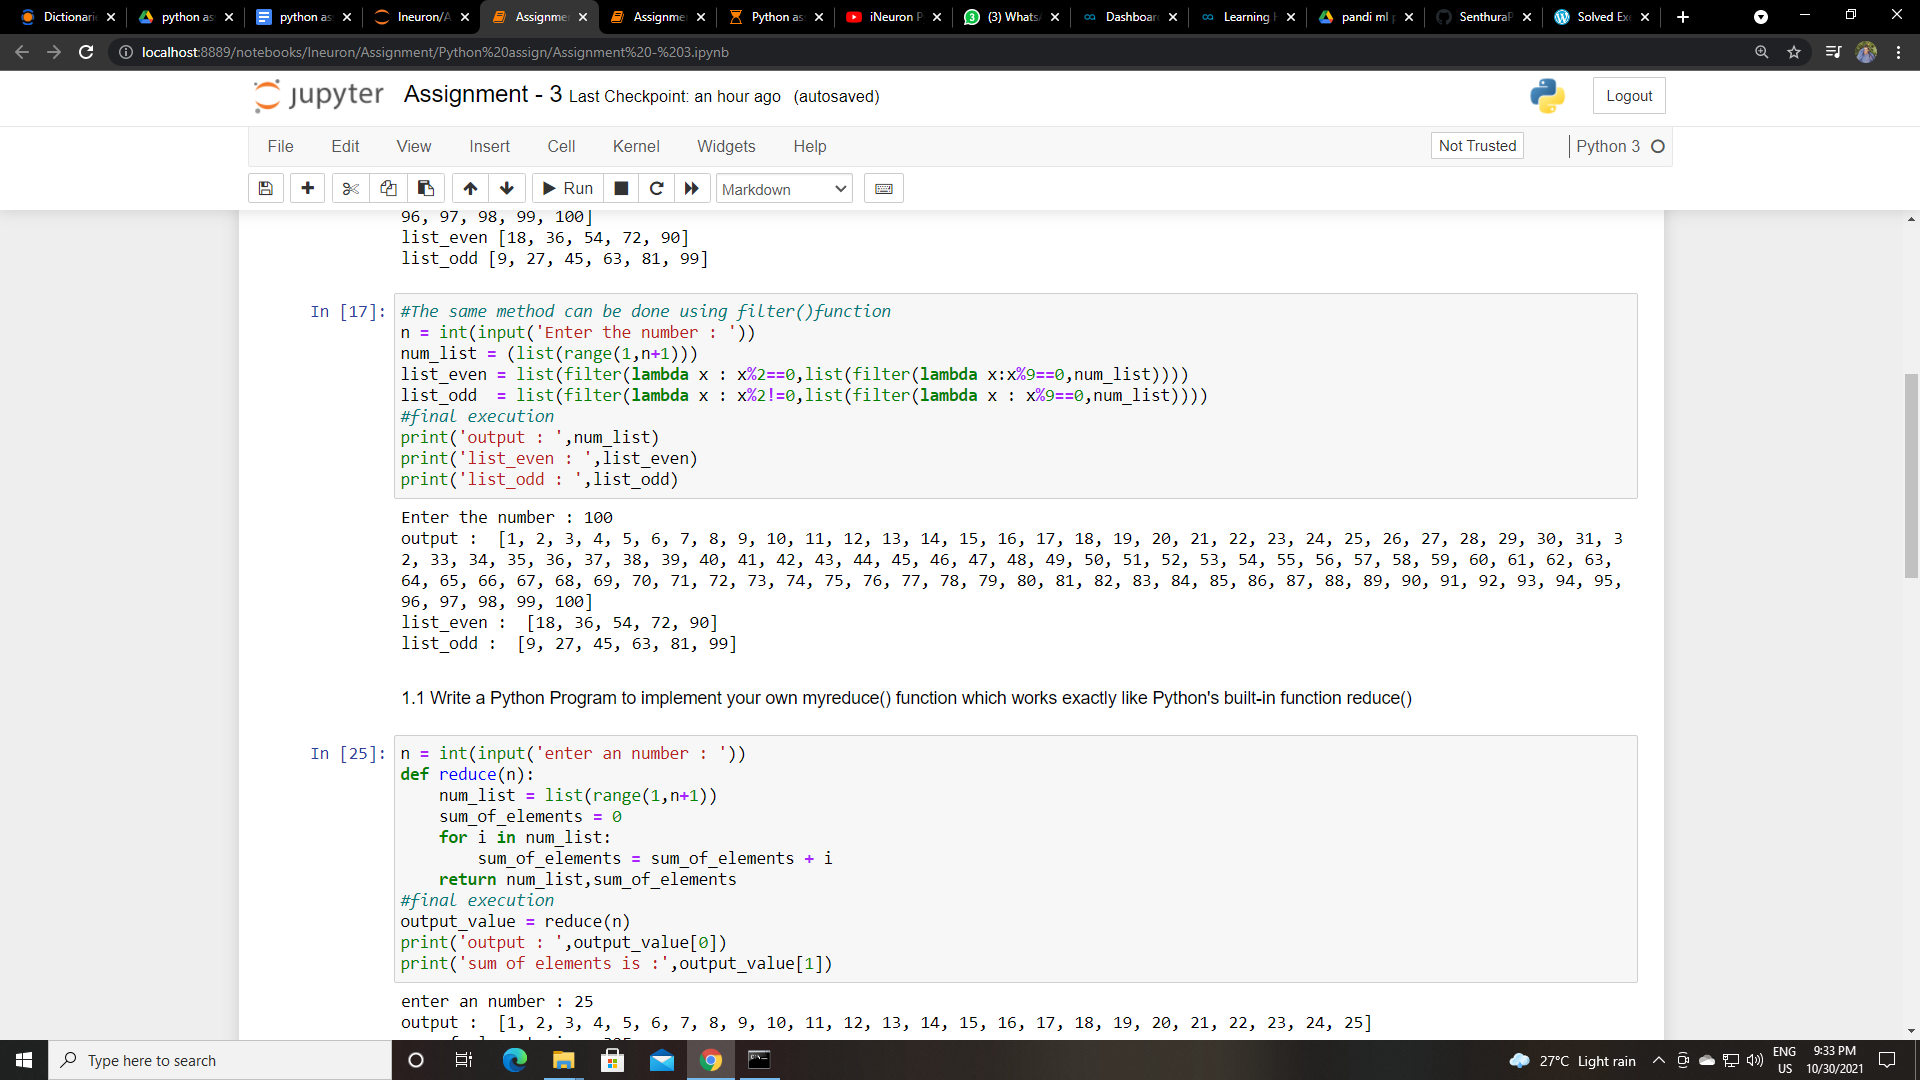 Dictionari
python as
python as
Ineuron/A
Assignme
Assignme
Python as
iNeuron P
(3) Whats
Dashboar
Learning
pandi ml p
SenthuraP
Solved Exe
localhost:8889/notebooks/Ineuron/Assignment/Python%20assign/Assignment%20-%203.ipynb
jupyter Assignment - 3 Last Checkpoint: an hour ago (autosaved)
Logout
File Edit View Insert Cell Kernel Widgets Help
Not Trusted
Python 3
Run
Markdown
96, 97, 98, 99, 100]
list_even [18, 36, 54, 72, 90]
list_odd [9, 27, 45, 63, 81, 99]
In [17]:
#The same method can be done using filter()function
n = int(input('Enter the number : '))
num_list = (list(range(1,n+1)))
list_even = list(filter(lambda x : x%2==0,list(filter(lambda x:x%9==0,num_list))))
list_odd  = list(filter(lambda x : x%2!=0,list(filter(lambda x : x%9==0,num_list))))
#final execution
print('output : ',num_list)
print('list_even : ',list_even)
print('list_odd : ',list_odd)
Enter the number : 100
output :  [1, 2, 3, 4, 5, 6, 7, 8, 9, 10, 11, 12, 13, 14, 15, 16, 17, 18, 19, 20, 21, 22, 23, 24, 25, 26, 27, 28, 29, 30, 31, 3
2, 33, 34, 35, 36, 37, 38, 39, 40, 41, 42, 43, 44, 45, 46, 47, 48, 49, 50, 51, 52, 53, 54, 55, 56, 57, 58, 59, 60, 61, 62, 63,
64, 65, 66, 67, 68, 69, 70, 71, 72, 73, 74, 75, 76, 77, 78, 79, 80, 81, 82, 83, 84, 85, 86, 87, 88, 89, 90, 91, 92, 93, 94, 95,
96, 97, 98, 99, 100]
list_even :  [18, 36, 54, 72, 90]
list_odd :  [9, 27, 45, 63, 81, 99]
1.1 Write a Python Program to implement your own myreduce() function which works exactly like Python's built-in function reduce()
In [25]:
n = int(input('enter an number : '))
def reduce(n):
    num_list = list(range(1,n+1))
    sum_of_elements = 0
    for i in num_list:
        sum_of_elements = sum_of_elements + i
    return num_list,sum_of_elements
#final execution
output_value = reduce(n)
print('output : ',output_value[0])
print('sum of elements is :',output_value[1])
enter an number : 25
output :  [1, 2, 3, 4, 5, 6, 7, 8, 9, 10, 11, 12, 13, 14, 15, 16, 17, 18, 19, 20, 21, 22, 23, 24, 25]
Type here to search
27°C Light rain
ENG
US
9:33 PM
10/30/2021